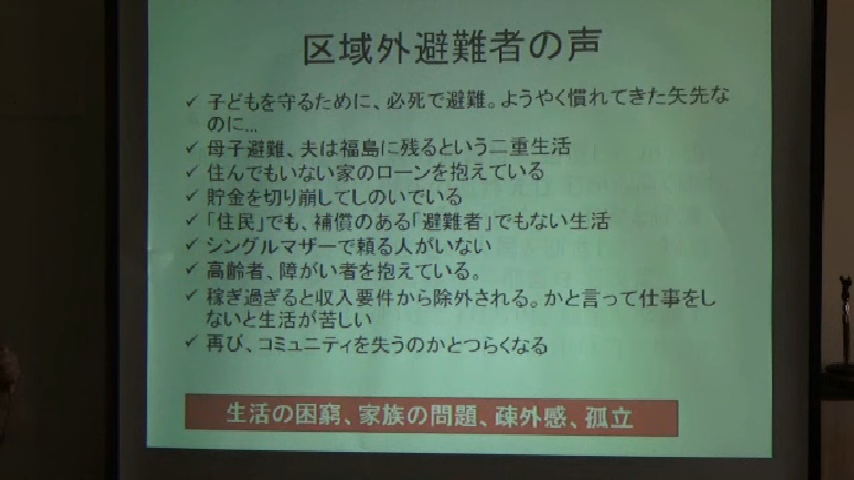 区域外避難者の声
✓ 子どもを守るために、必死で避難。ようやく慣れてきた矢先な
のに…
✓ 母子避難、夫は福島に残るという二重生活
✓ 住んでもいない家のローンを抱えている
✓ 貯金を切り崩してしのいでいる
✓ 「住民」でも、補償のある「避難者」でもない生活
✓ シングルマザーで頼る人がいない
✓ 高齢者、障がい者を抱えている。
✓ 稼ぎ過ぎると収入要件から除外される。かと言って仕事をし
ないと生活が苦しい
✓ 再び、コミュニティを失うのかとつらくなる
生活の困窮、家族の問題、疎外感、孤立